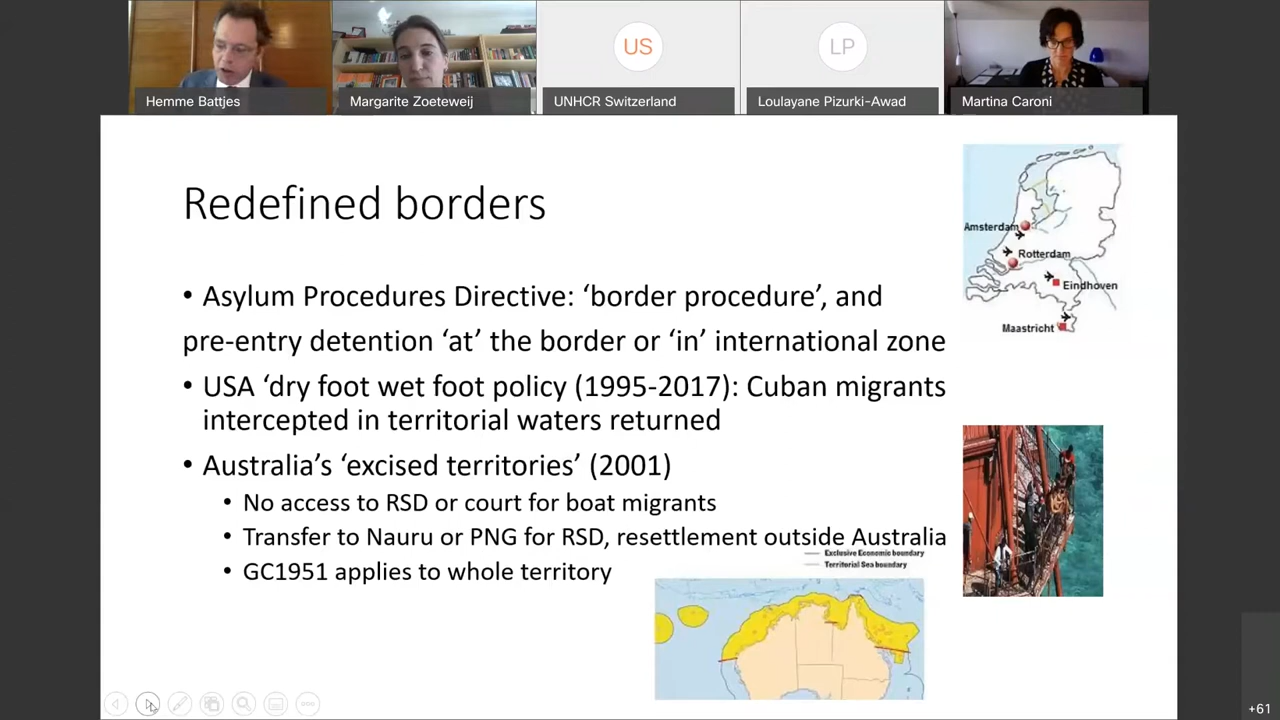 US
LP
Hemme Battjes
Margarite Zoeteweij
UNHCR Switzerland
Loulayane Pizurki-Awad
Martina Caroni
Redefined borders
• Asylum Procedures Directive: ‘border procedure’, and
pre-entry detention ‘at’ the border or ‘in’ international zone
• USA ‘dry foot wet foot policy (1995-2017): Cuban migrants
intercepted in territorial waters returned
• Australia’s ‘excised territories’ (2001)
• No access to RSD or court for boat migrants
• Transfer to Nauru or PNG for RSD, resettlement outside Australia
• GC1951 applies to whole territory
Amsterdam
Rotterdam
Eindhoven
Maastricht
Exclusive Economic boundary
Territorial Sea boundary
+61